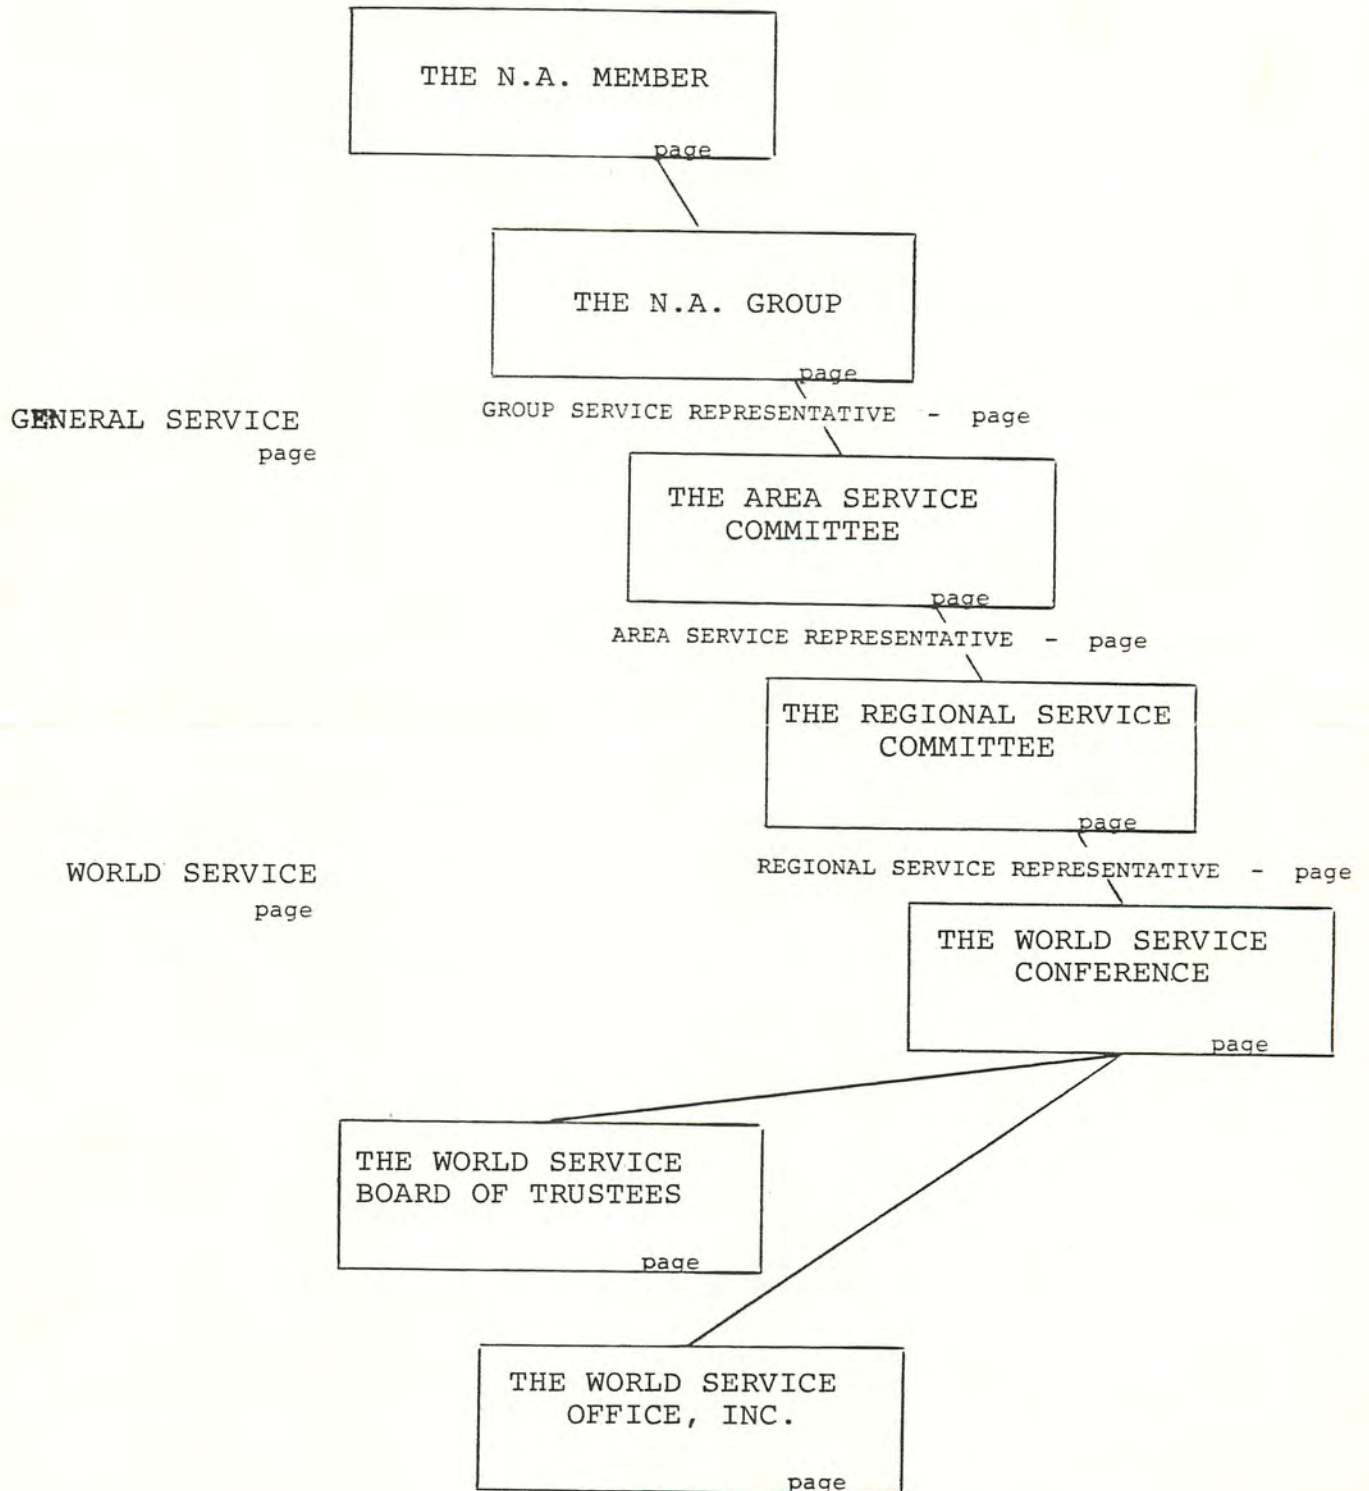 THE N.A. MEMBER
page
THE N.A. GROUP
page
GENERAL SERVICE
page
GROUP SERVICE REPRESENTATIVE - page
THE AREA SERVICE
COMMITTEE
page
AREA SERVICE REPRESENTATIVE - page
THE REGIONAL SERVICE
COMMITTEE
page
WORLD SERVICE
page
REGIONAL SERVICE REPRESENTATIVE - page
THE WORLD SERVICE
CONFERENCE
page
THE WORLD SERVICE
BOARD OF TRUSTEES
page
THE WORLD SERVICE
OFFICE, INC.
page